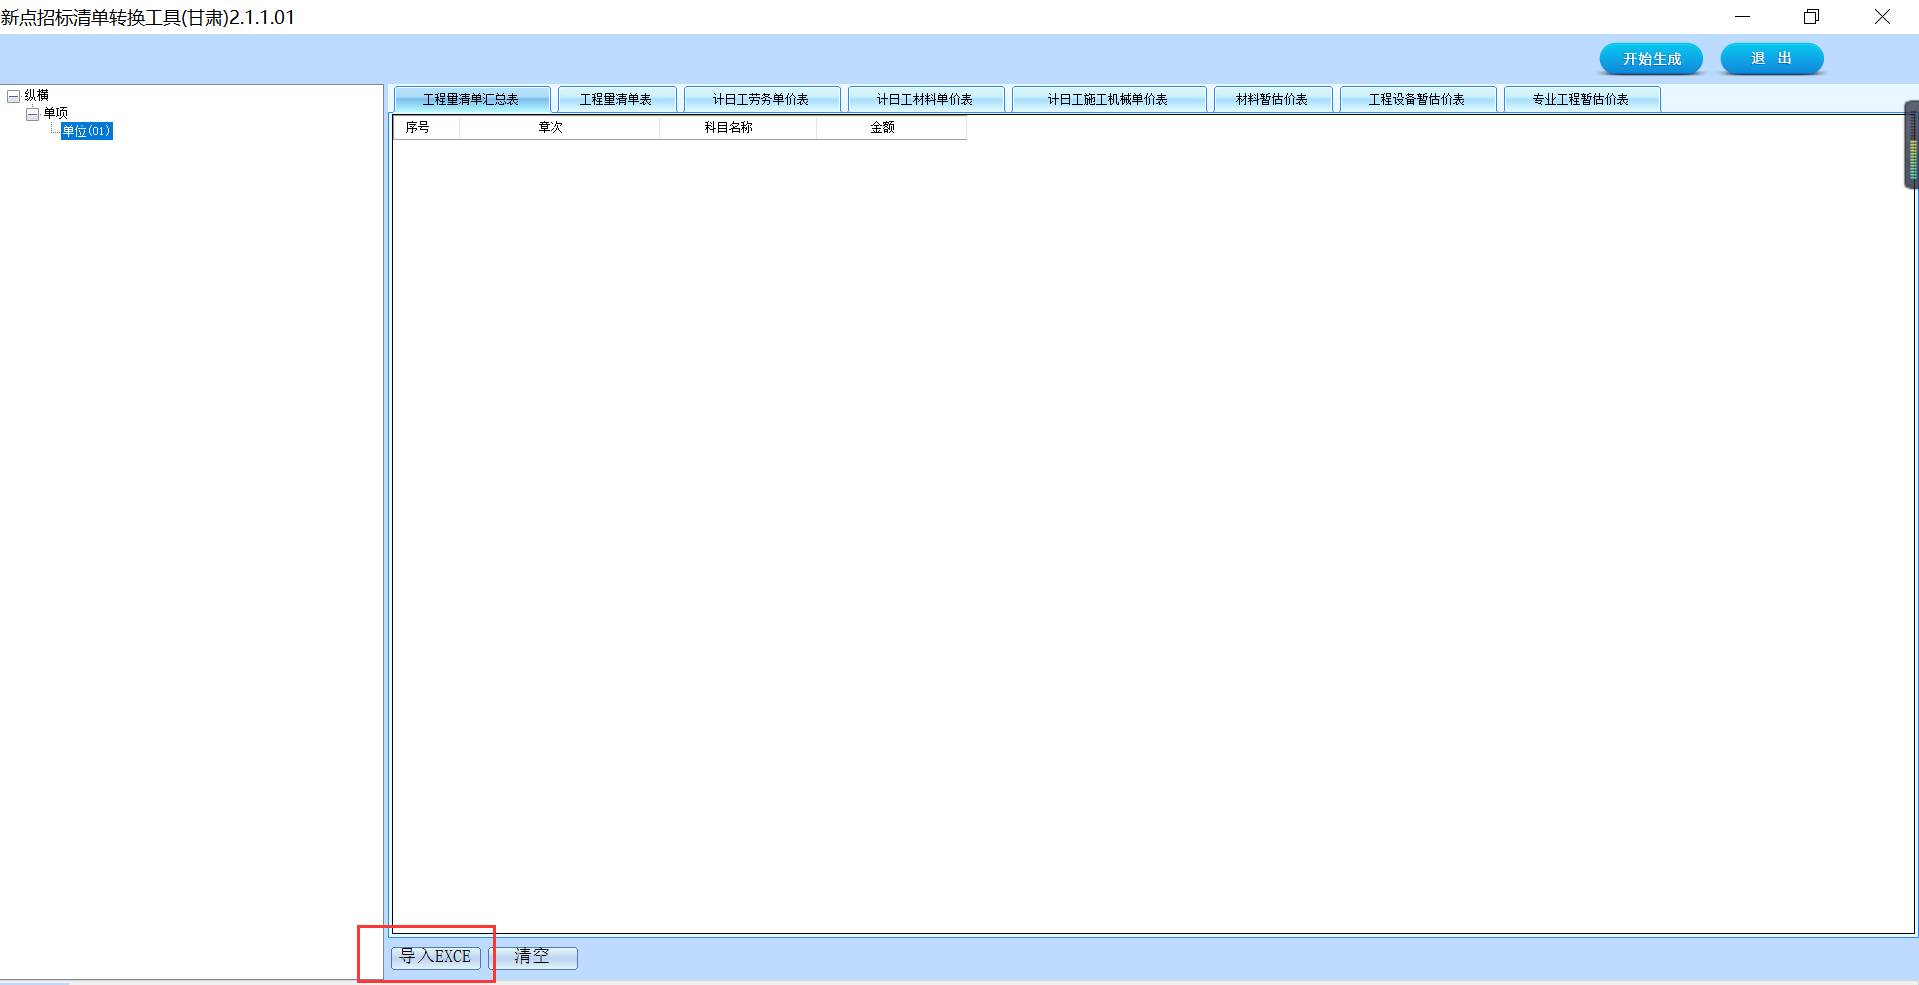 新点招标清单转换工具(甘肃)2.1.1.01
开始生成 退 出
纵横
单项
单位(01)
工程量清单汇总表 工程量清单表 计日工劳务单价表 计日工材料单价表 计日工施工机械单价表 材料暂估价表 工程设备暂估价表 专业工程暂估价表
序号 章次 科目名称 金额
导入EXCE 清空